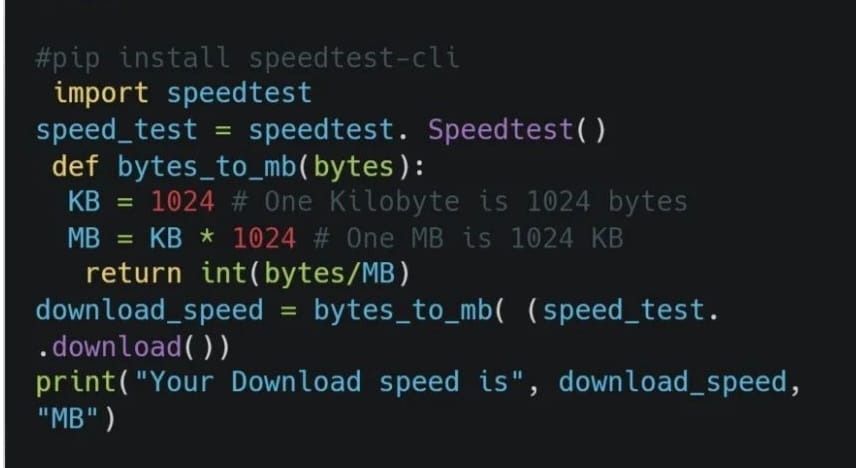 #pip install speedtest-cli
import speedtest
speed_test = speedtest. Speedtest()
def bytes_to_mb(bytes):
KB = 1024 # One Kilobyte is 1024 bytes
MB = KB * 1024 # One MB is 1024 KB
return int(bytes/MB)
download_speed = bytes_to_mb( (speed_test.
.download())
print("Your Download speed is", download_speed,
"MB")